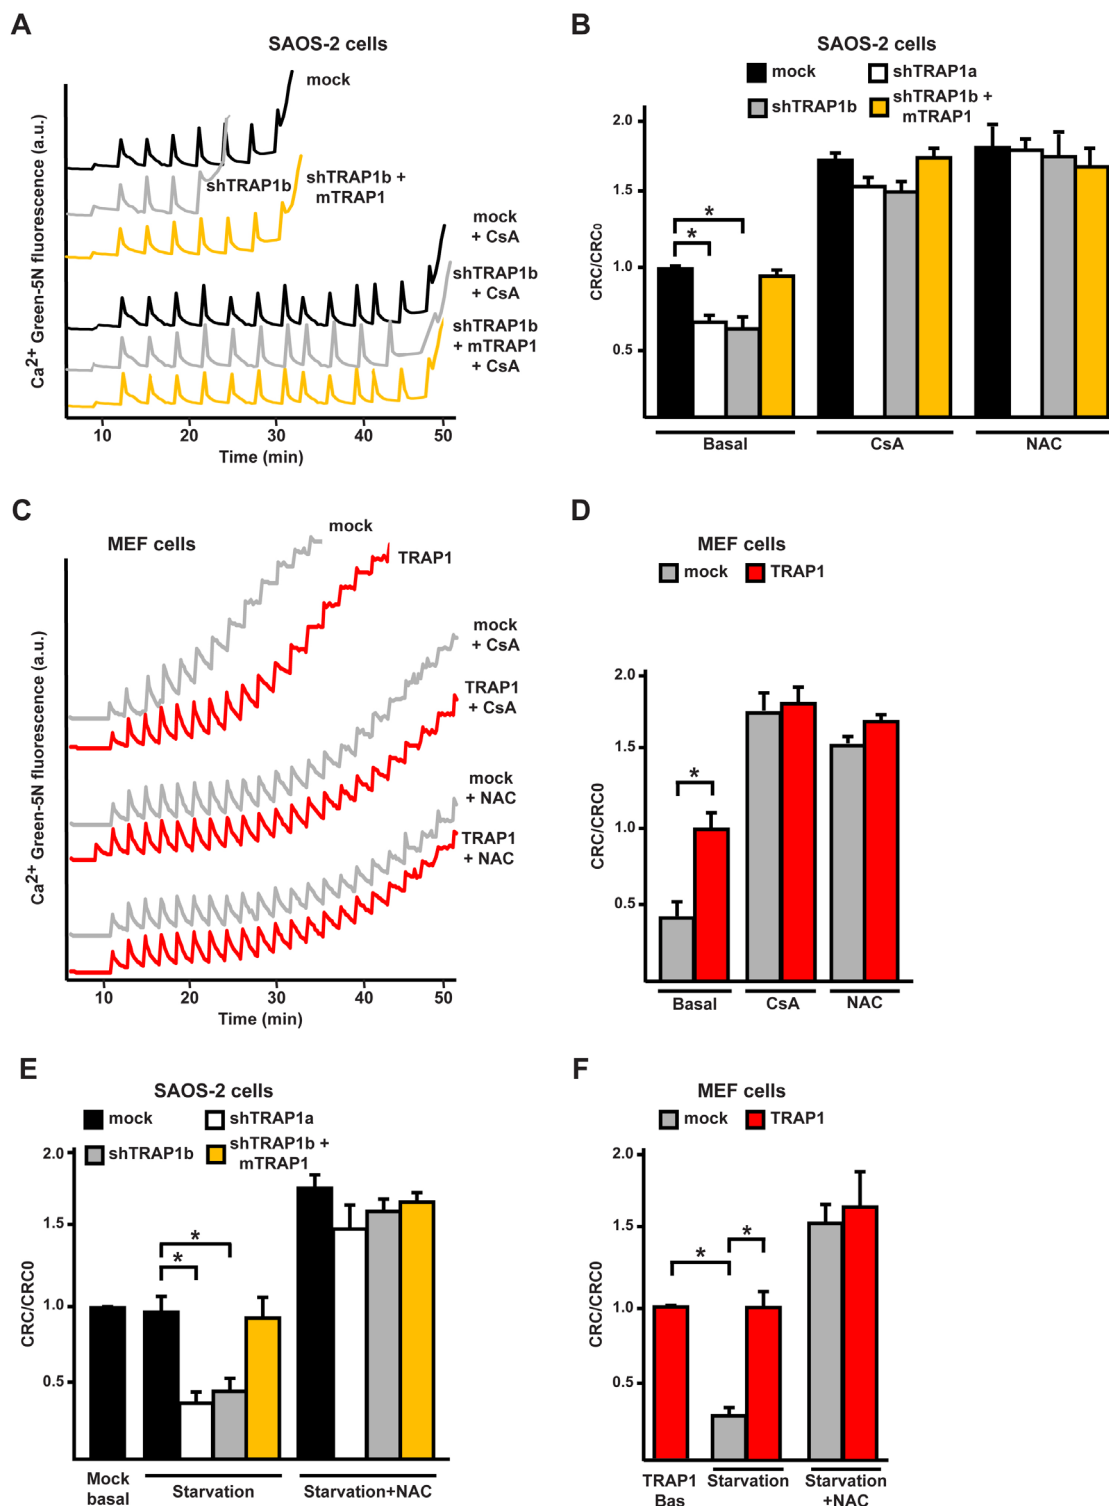 A
SAOS-2 cells
Ca2+ Green-5N fluorescence (a.u.)
mock
shTRAP1b
shTRAP1b +
mTRAP1
mock
+ CsA
shTRAP1b
+ CsA
shTRAP1b
+ mTRAP1
+ CsA
10
20
30
40
50
Time (min)
B
SAOS-2 cells
mock
shTRAP1a
shTRAP1b
shTRAP1b +
mTRAP1
CRC/CRC0
2.0
1.5
1.0
0.5
*
*
Basal
CsA
NAC
C
MEF cells
Ca2+ Green-5N fluorescence (a.u.)
mock
TRAP1
mock
+ CsA
TRAP1
+ CsA
mock
+ NAC
TRAP1
+ NAC
10
20
30
40
50
Time (min)
D
MEF cells
mock
TRAP1
CRC/CRC0
2.0
1.5
1.0
0.5
*
Basal
CsA
NAC
E
SAOS-2 cells
mock
shTRAP1a
shTRAP1b
shTRAP1b +
mTRAP1
CRC/CRC0
2.0
1.5
1.0
0.5
*
*
Mock
basal
Starvation
Starvation+NAC
F
MEF cells
mock
TRAP1
CRC/CRC0
2.0
1.5
1.0
0.5
*
*
TRAP1
Bas
Starvation
Starvation
+NAC